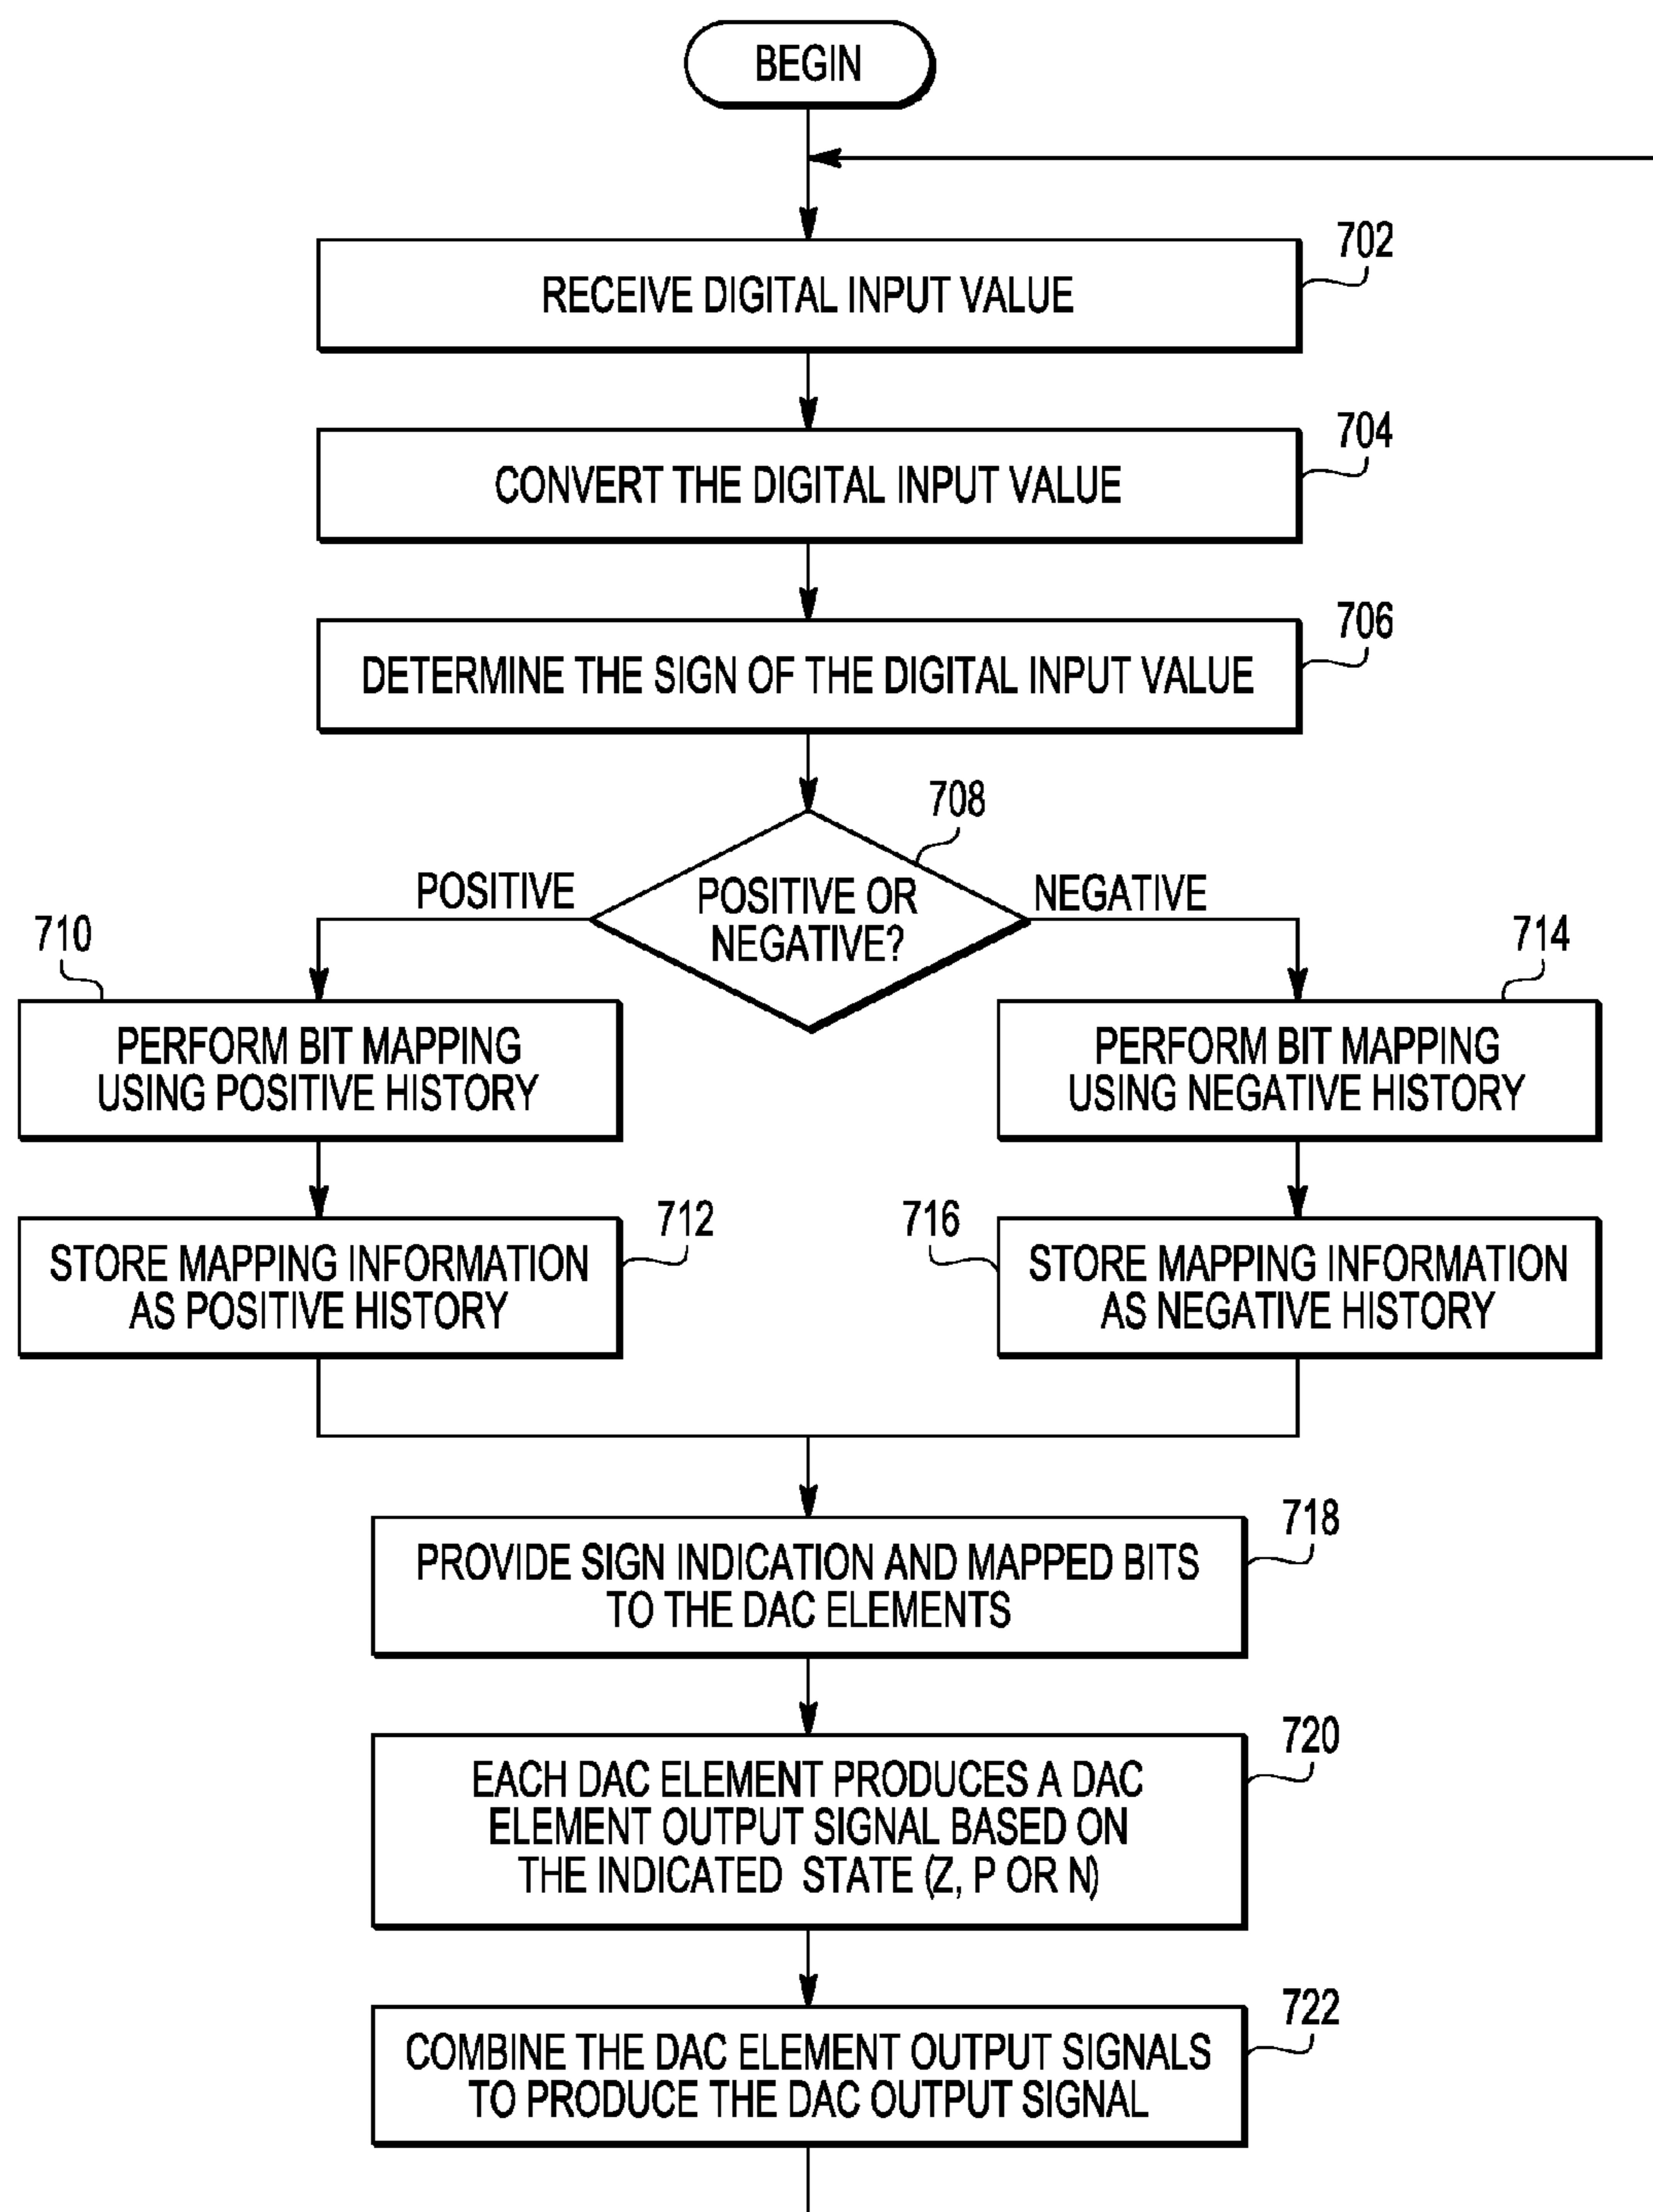 BEGIN
702
RECEIVE DIGITAL INPUT VALUE
704
CONVERT THE DIGITAL INPUT VALUE
706
DETERMINE THE SIGN OF THE DIGITAL INPUT VALUE
708
POSITIVE
POSITIVE OR
NEGATIVE?
NEGATIVE
710
PERFORM BIT MAPPING
USING POSITIVE HISTORY
714
PERFORM BIT MAPPING
USING NEGATIVE HISTORY
712
STORE MAPPING INFORMATION
AS POSITIVE HISTORY
716
STORE MAPPING INFORMATION
AS NEGATIVE HISTORY
718
PROVIDE SIGN INDICATION AND MAPPED BITS
TO THE DAC ELEMENTS
720
EACH DAC ELEMENT PRODUCES A DAC
ELEMENT OUTPUT SIGNAL BASED ON
THE INDICATED STATE (Z, P OR N)
722
COMBINE THE DAC ELEMENT OUTPUT SIGNALS
TO PRODUCE THE DAC OUTPUT SIGNAL